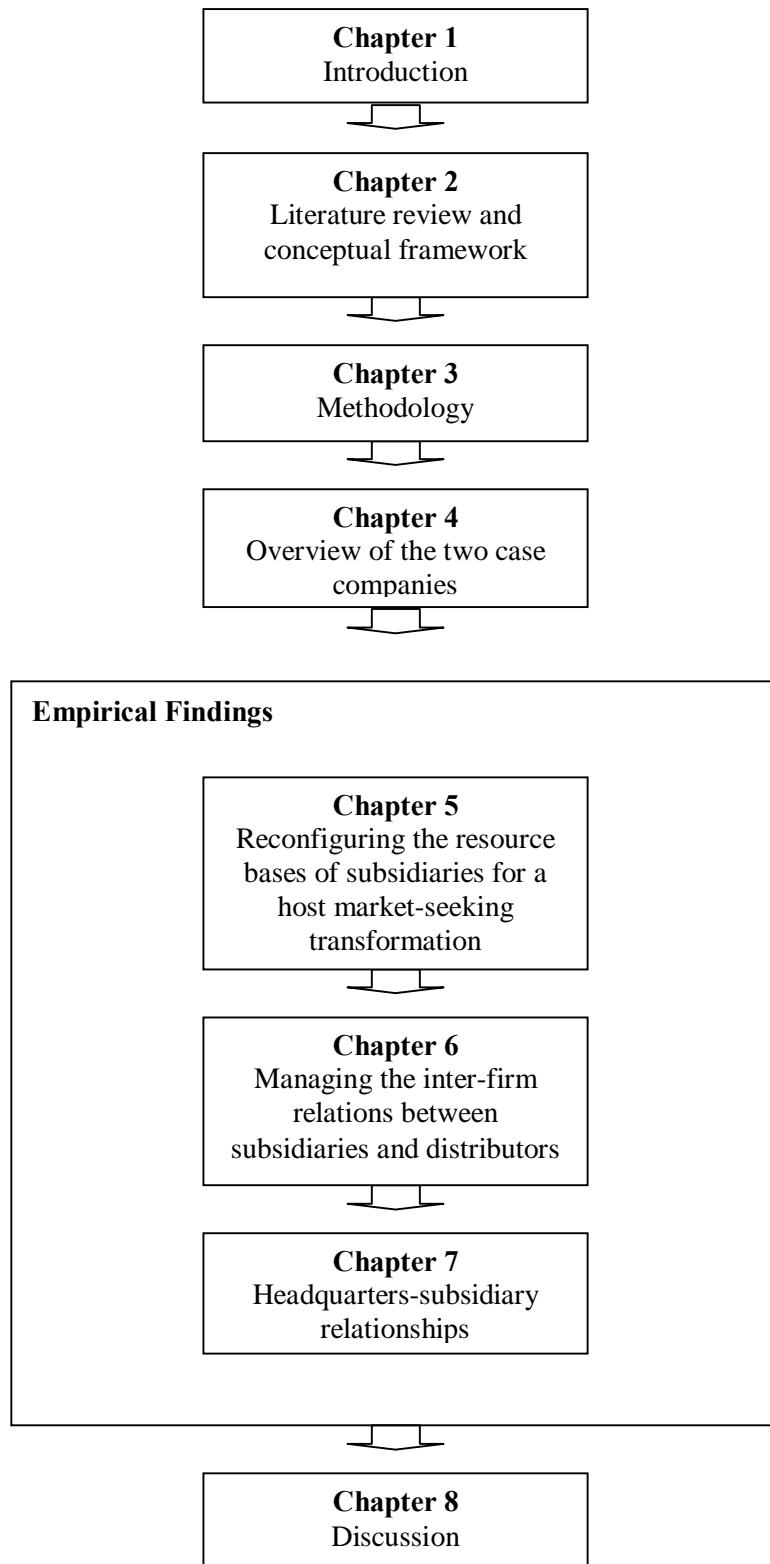 Chapter 1
Introduction
Chapter 2
Literature review and
conceptual framework
Chapter 3
Methodology
Chapter 4
Overview of the two case
companies
Empirical Findings
Chapter 5
Reconfiguring the resource
bases of subsidiaries for a
host market-seeking
transformation
Chapter 6
Managing the inter-firm
relations between
subsidiaries and distributors
Chapter 7
Headquarters-subsidiary
relationships
Chapter 8
Discussion